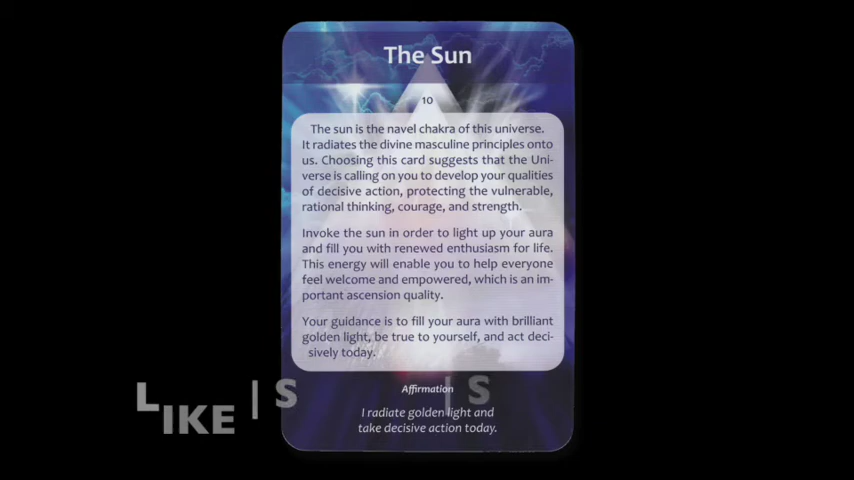 The Sun
10
The sun is the navel chakra of this universe.
It radiates the divine masculine principles onto
us. Choosing this card suggests that the Uni-
verse is calling on you to develop your qualities
of decisive action, protecting the vulnerable,
rational thinking, courage, and strength.
Invoke the sun in order to light up your aura
and fill you with renewed enthusiasm for life.
This energy will enable you to help everyone
feel welcome and empowered, which is an im-
portant ascension quality.
Your guidance is to fill your aura with brilliant
golden light, be true to yourself, and act deci-
sively today.
Affirmation
I radiate golden light and
take decisive action today.
LIKE | S | S